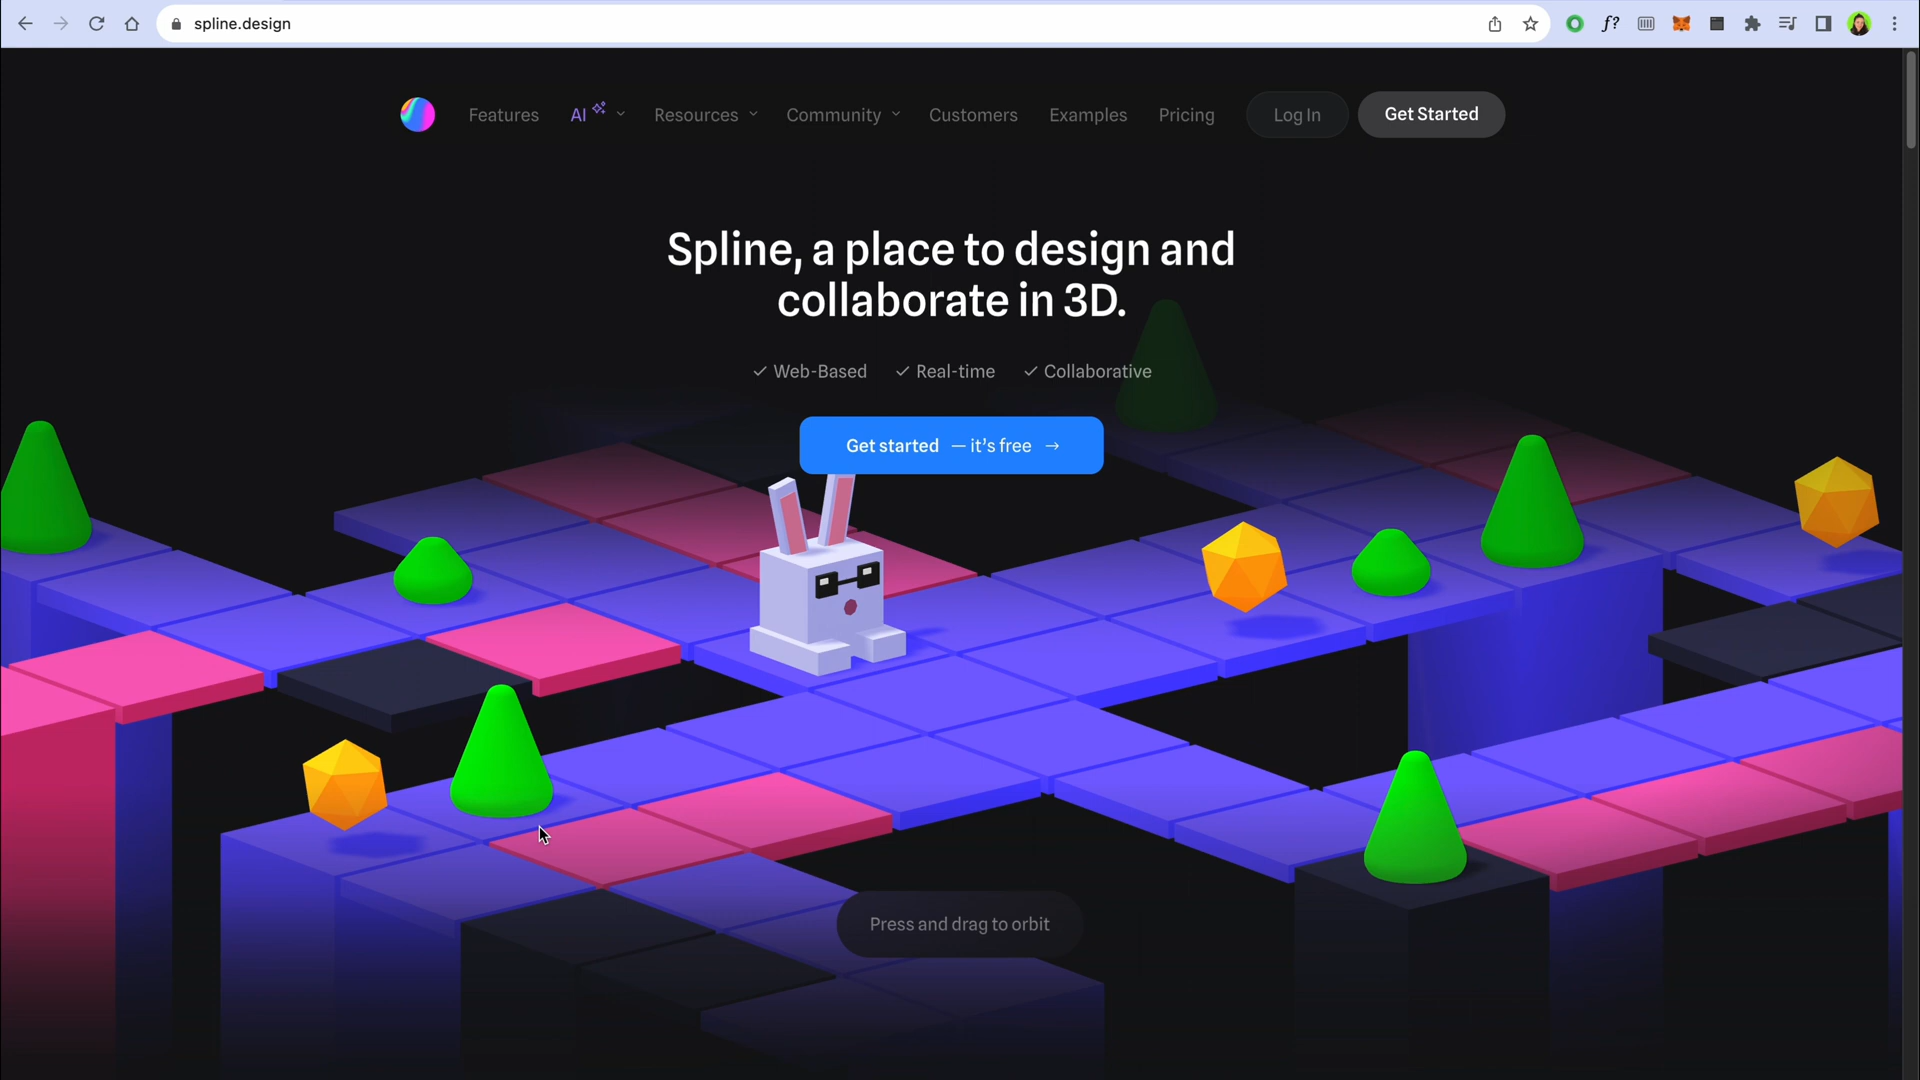 spline.design
f?
Features
AI
Resources
Community
Customers
Examples
Pricing
Log In
Get Started
Spline, a place to design and
collaborate in 3D.
✓ Web-Based ✓ Real-time ✓ Collaborative
Get started — it's free →
Press and drag to orbit